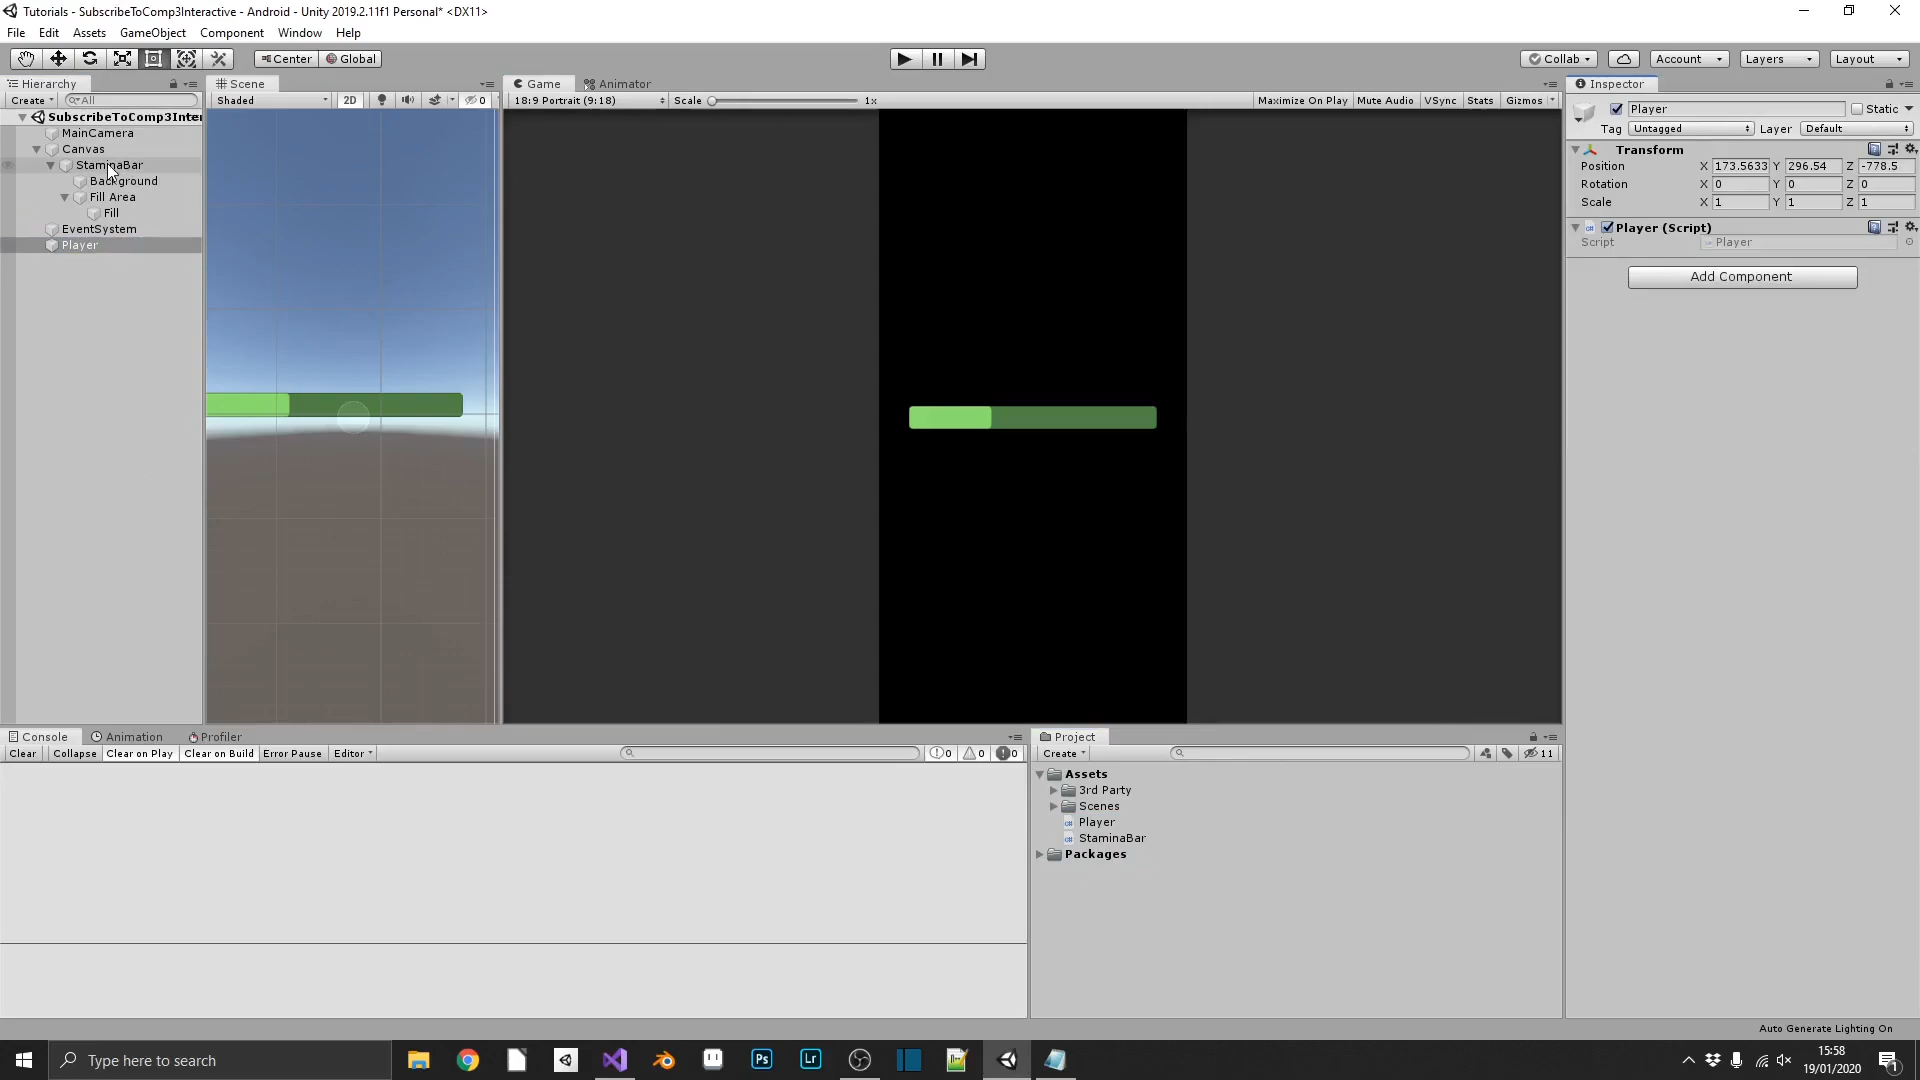 Tutorials - SubscribeToComp3Interactive - Android - Unity 2019.2.11f1 Personal* <DX11>
File Edit Assets GameObject Component Window Help
Center Global Collab Account Layers Layout
Hierarchy Scene Game Animator Inspector
Create All Shaded 2D 0 18:9 Portrait (9:18) Scale 1x Maximize On Play Mute Audio VSync Stats Gizmos
Player Static
SubscribeToComp3Inter
Tag Untagged Layer Default
MainCamera
Canvas
Transform
StaminaBar
Position X 173.5633 Y 296.54 Z -778.5
Background
Rotation X 0 Y 0 Z 0
Fill Area
Scale X 1 Y 1 Z 1
Fill
EventSystem
Player (Script)
Player
Script Player
Add Component
Console Animation Profiler Project
Clear Collapse Clear on Play Clear on Build Error Pause Editor 0 0 0 Create 11
Assets
3rd Party
Scenes
Player
StaminaBar
Packages
Auto Generate Lighting On
Type here to search
Ps Lr
15:58
19/01/2020
1